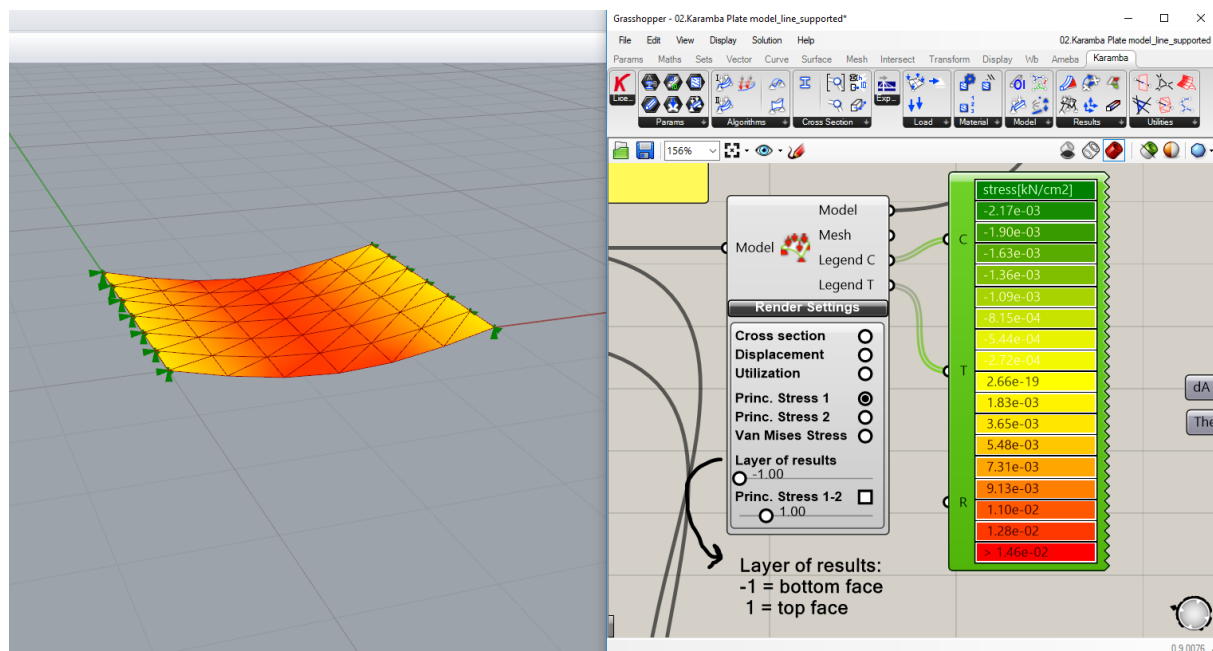 Grasshopper - 02.Karamba Plate model_line_supported*
File Edit View Display Solution Help
02.Karamba Plate model_line_supported
Params Maths Sets Vector Curve Surface Mesh Intersect Transform Display Wb Ameba Karamba
Lice...
Exp...
Params
Algorithms
Cross Section
Load
Material
Model
Results
Utilities
156%
Model
Model
Mesh
Legend C
Legend T
Render Settings
Cross section
Displacement
Utilization
Princ. Stress 1
Princ. Stress 2
Van Mises Stress
Layer of results
-1.00
Princ. Stress 1-2
1.00
Layer of results:
-1 = bottom face
1 = top face
C
T
R
stress[kN/cm2]
-2.17e-03
-1.90e-03
-1.63e-03
-1.36e-03
-1.09e-03
-8.15e-04
-5.44e-04
-2.72e-04
2.66e-19
1.83e-03
3.65e-03
5.48e-03
7.31e-03
9.13e-03
1.10e-02
1.28e-02
> 1.46e-02
dA
The
0.9.0076